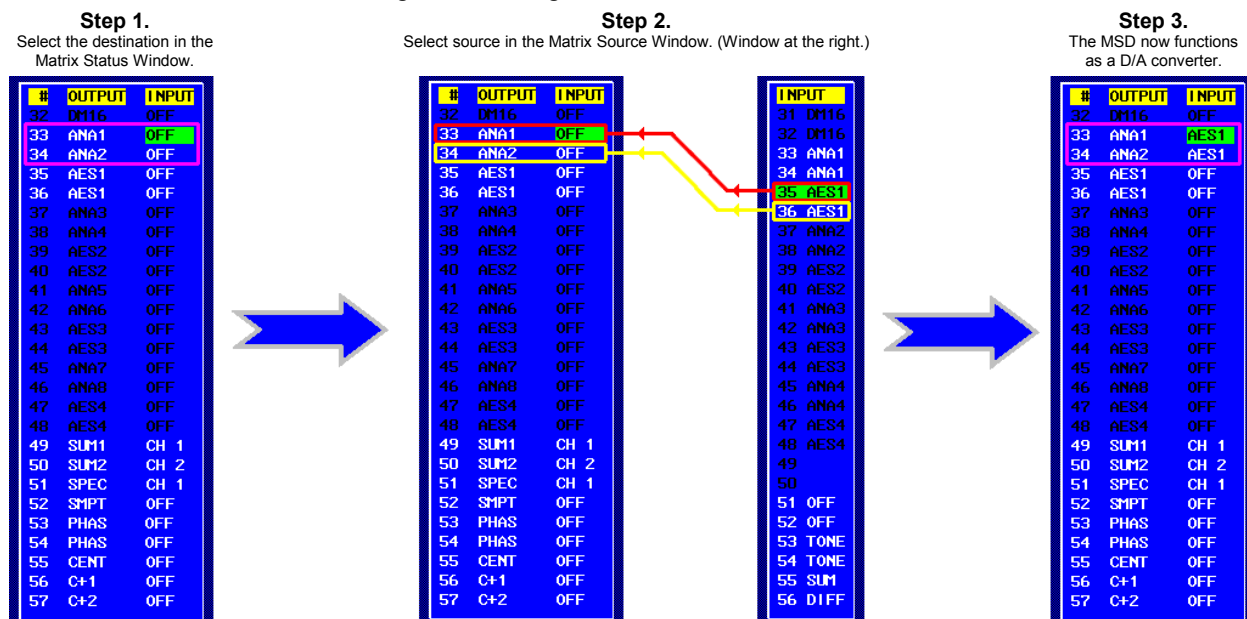 Step 1.
Select the destination in the
Matrix Status Window.
# OUTPUT INPUT
32 DM16 OFF
33 ANA1 OFF
34 ANA2 OFF
35 AES1 OFF
36 AES1 OFF
37 ANA3 OFF
38 ANA4 OFF
39 AES2 OFF
40 AES2 OFF
41 ANA5 OFF
42 ANA6 OFF
43 AES3 OFF
44 AES3 OFF
45 ANA7 OFF
46 ANA8 OFF
47 AES4 OFF
48 AES4 OFF
49 SUM1 CH 1
50 SUM2 CH 2
51 SPEC CH 1
52 SMPT OFF
53 PHAS OFF
54 PHAS OFF
55 CENT OFF
56 C+1 OFF
57 C+2 OFF
Step 2.
Select source in the Matrix Source Window. (Window at the right.)
# OUTPUT INPUT
32 DM16 OFF
33 ANA1 OFF
34 ANA2 OFF
35 AES1 OFF
36 AES1 OFF
37 ANA3 OFF
38 ANA4 OFF
39 AES2 OFF
40 AES2 OFF
41 ANA5 OFF
42 ANA6 OFF
43 AES3 OFF
44 AES3 OFF
45 ANA7 OFF
46 ANA8 OFF
47 AES4 OFF
48 AES4 OFF
49 SUM1 CH 1
50 SUM2 CH 2
51 SPEC CH 1
52 SMPT OFF
53 PHAS OFF
54 PHAS OFF
55 CENT OFF
56 C+1 OFF
57 C+2 OFF
INPUT
31 DM16
32 DM16
33 ANA1
34 ANA1
35 AES1
36 AES1
37 ANA2
38 ANA2
39 AES2
40 AES2
41 ANA3
42 ANA3
43 AES3
44 AES3
45 ANA4
46 ANA4
47 AES4
48 AES4
49
50
51 OFF
52 OFF
53 TONE
54 TONE
55 SUM
56 DIFF
Step 3.
The MSD now functions
as a D/A converter.
# OUTPUT INPUT
32 DM16 OFF
33 ANA1 AES1
34 ANA2 AES1
35 AES1 OFF
36 AES1 OFF
37 ANA3 OFF
38 ANA4 OFF
39 AES2 OFF
40 AES2 OFF
41 ANA5 OFF
42 ANA6 OFF
43 AES3 OFF
44 AES3 OFF
45 ANA7 OFF
46 ANA8 OFF
47 AES4 OFF
48 AES4 OFF
49 SUM1 CH 1
50 SUM2 CH 2
51 SPEC CH 1
52 SMPT OFF
53 PHAS OFF
54 PHAS OFF
55 CENT OFF
56 C+1 OFF
57 C+2 OFF